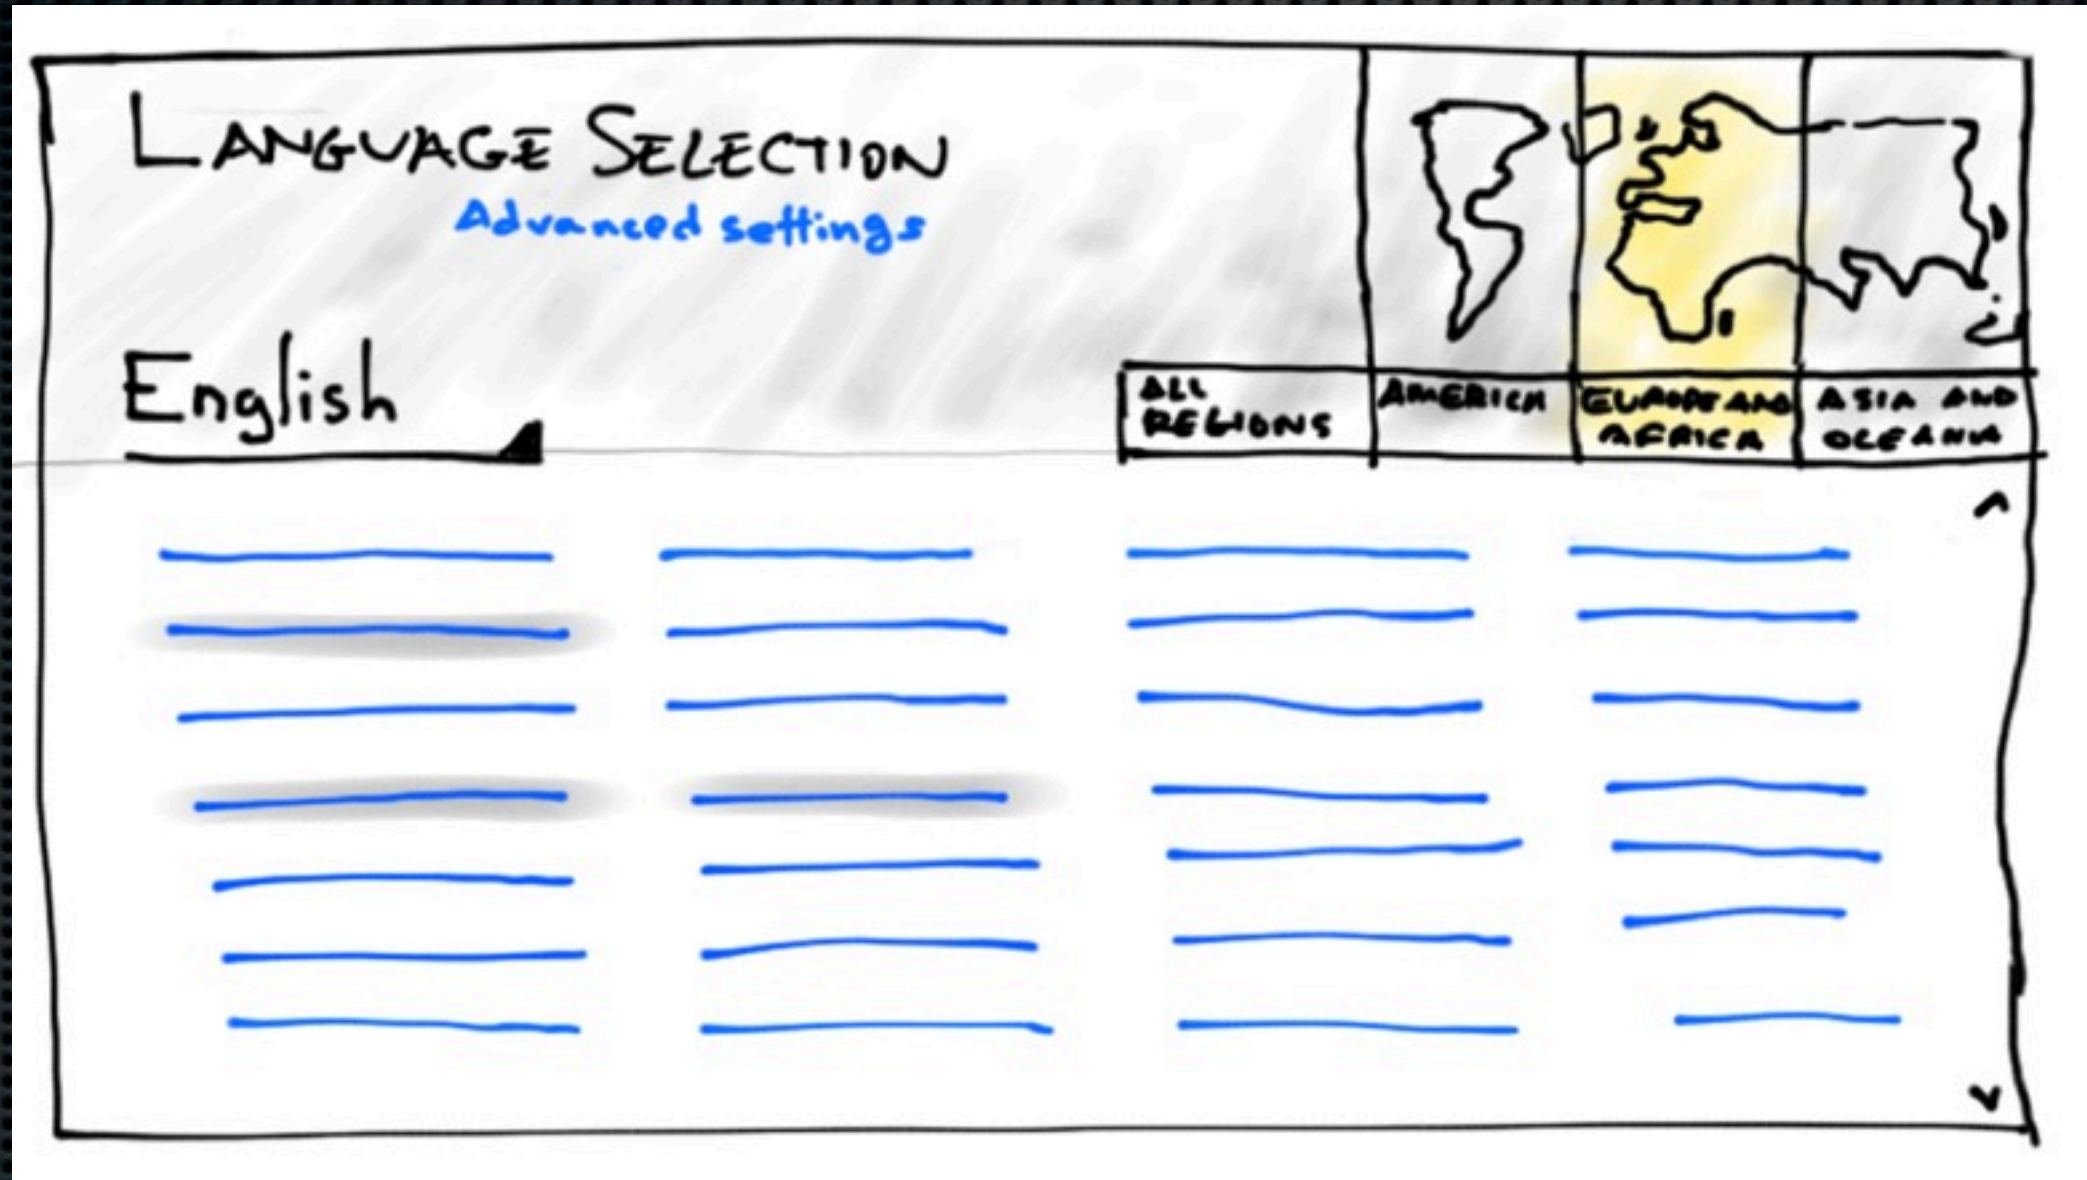 LANGUAGE SELECTION
Advanced settings
English
ALL
REGIONS
AMERICA
EUROPE AND
AFRICA
ASIA AND
OCEANIA